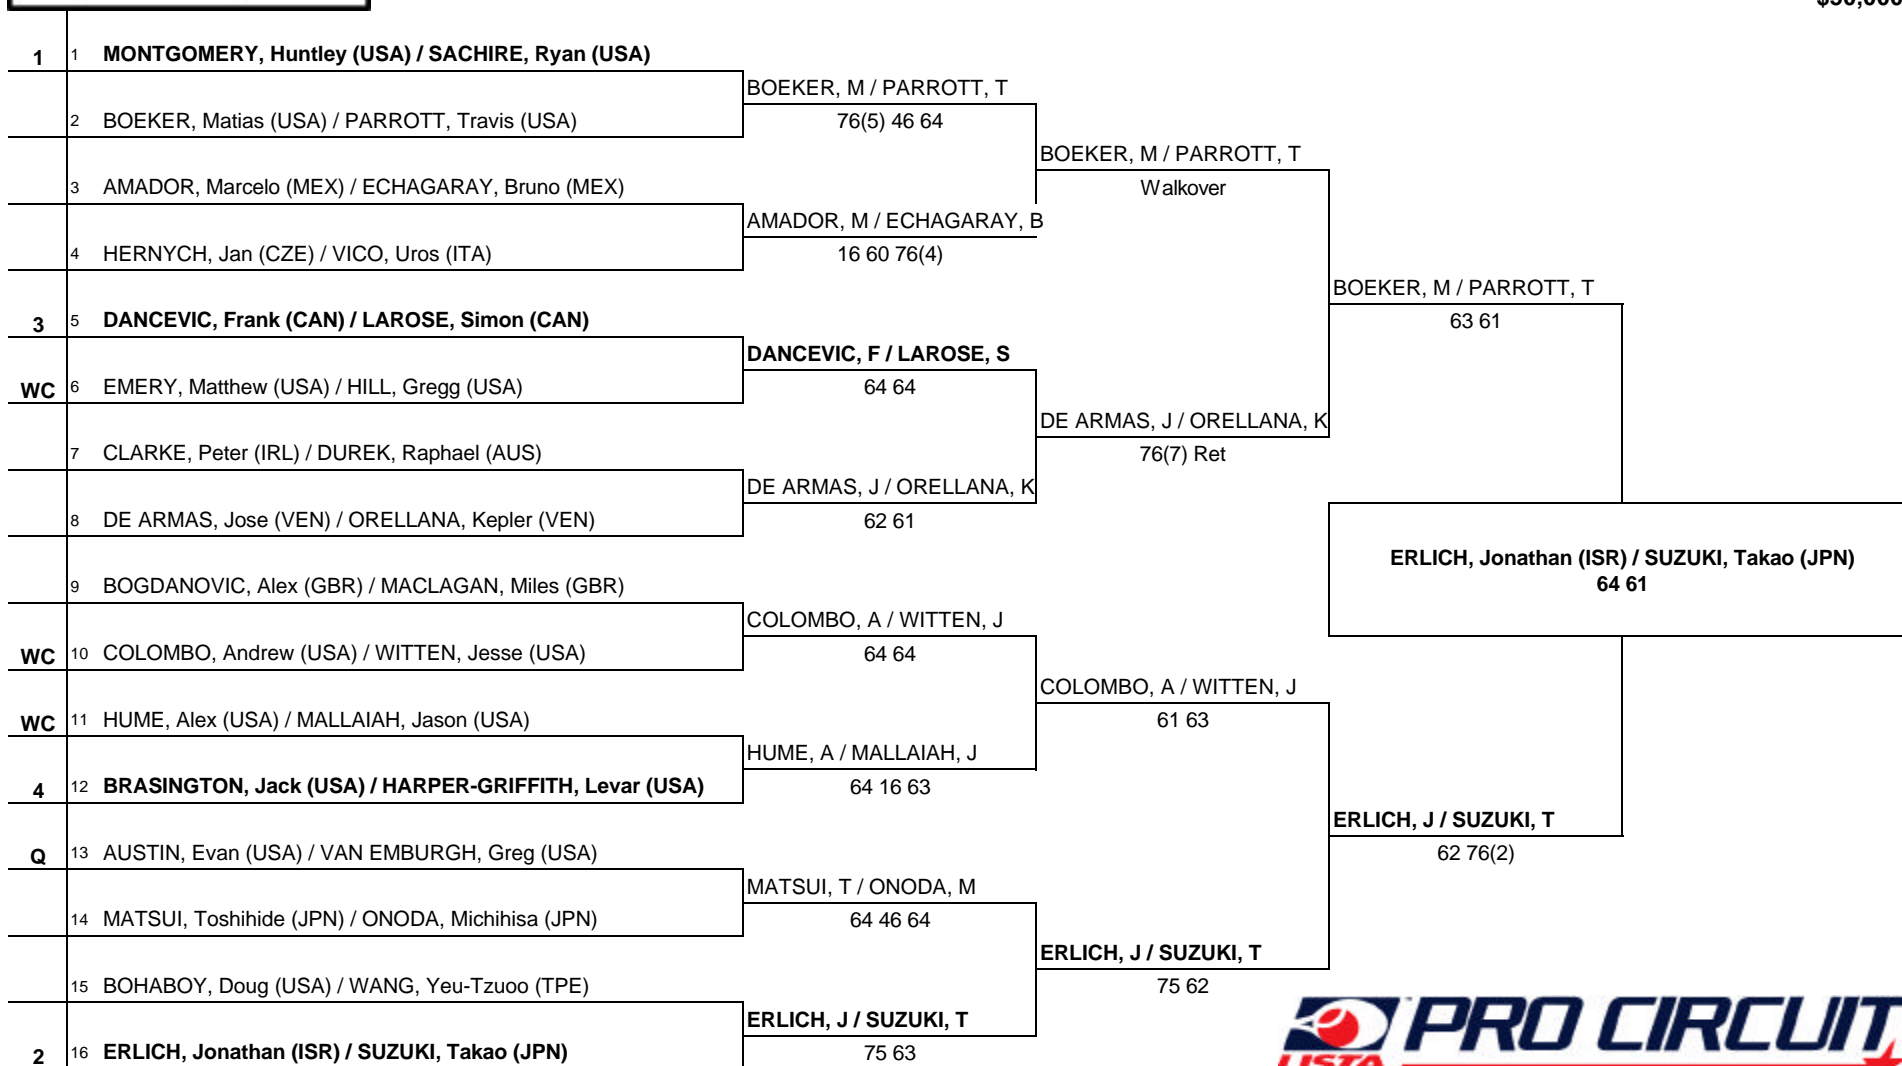 1 1 MONTGOMERY, Huntley (USA) / SACHIRE, Ryan (USA)
BOEKER, M / PARROTT, T
2 BOEKER, Matias (USA) / PARROTT, Travis (USA) 76(5) 46 64
BOEKER, M / PARROTT, T
3 AMADOR, Marcelo (MEX) / ECHAGARAY, Bruno (MEX) Walkover
AMADOR, M / ECHAGARAY, B
4 HERNYCH, Jan (CZE) / VICO, Uros (ITA) 16 60 76(4)
BOEKER, M / PARROTT, T
3 5 DANCEVIC, Frank (CAN) / LAROSE, Simon (CAN) 63 61
DANCEVIC, F / LAROSE, S
WC 6 EMERY, Matthew (USA) / HILL, Gregg (USA) 64 64
DE ARMAS, J / ORELLANA, K
7 CLARKE, Peter (IRL) / DUREK, Raphael (AUS) 76(7) Ret
DE ARMAS, J / ORELLANA, K
8 DE ARMAS, Jose (VEN) / ORELLANA, Kepler (VEN) 62 61
ERLICH, Jonathan (ISR) / SUZUKI, Takao (JPN)
64 61
9 BOGDANOVIC, Alex (GBR) / MACLAGAN, Miles (GBR)
COLOMBO, A / WITTEN, J
WC 10 COLOMBO, Andrew (USA) / WITTEN, Jesse (USA) 64 64
COLOMBO, A / WITTEN, J
WC 11 HUME, Alex (USA) / MALLAIAH, Jason (USA) 61 63
HUME, A / MALLAIAH, J
4 12 BRASINGTON, Jack (USA) / HARPER-GRIFFITH, Levar (USA) 64 16 63
ERLICH, J / SUZUKI, T
Q 13 AUSTIN, Evan (USA) / VAN EMBURGH, Greg (USA) 62 76(2)
MATSUI, T / ONODA, M
14 MATSUI, Toshihide (JPN) / ONODA, Michihisa (JPN) 64 46 64
ERLICH, J / SUZUKI, T
15 BOHABOY, Doug (USA) / WANG, Yeu-Tzuoo (TPE) 75 62
ERLICH, J / SUZUKI, T
2 16 ERLICH, Jonathan (ISR) / SUZUKI, Takao (JPN) 75 63
PRO CIRCUIT
USTA